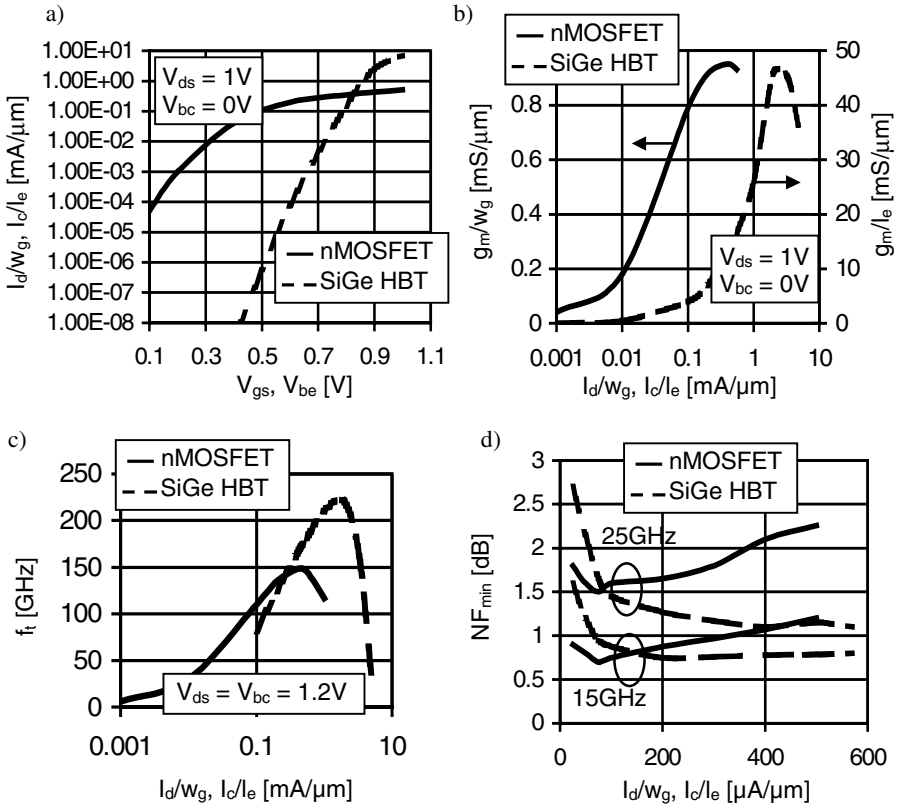 a)
1.00E+01
1.00E+00
1.00E-01
1.00E-02
1.00E-03
1.00E-04
1.00E-05
1.00E-06
1.00E-07
1.00E-08
I_d/w_g, I_c/l_e [mA/µm]
V_ds = 1V
V_bc = 0V
nMOSFET
SiGe HBT
0.1 0.3 0.5 0.7 0.9 1.1
V_gs, V_be [V]
b)
nMOSFET
SiGe HBT
0.8
0.6
0.4
0.2
0
g_m/w_g [mS/µm]
50
40
30
20
10
0
g_m/l_e [mS/µm]
V_ds = 1V
V_bc = 0V
0.001 0.01 0.1 1 10
I_d/w_g, I_c/l_e [mA/µm]
c)
nMOSFET
SiGe HBT
250
200
150
100
50
0
f_t [GHz]
V_ds = V_bc = 1.2V
0.001 0.1 10
I_d/w_g, I_c/l_e [mA/µm]
d)
3
2.5
2
1.5
1
0.5
0
NF_min [dB]
nMOSFET
SiGe HBT
25GHz
15GHz
0 200 400 600
I_d/w_g, I_c/l_e [µA/µm]